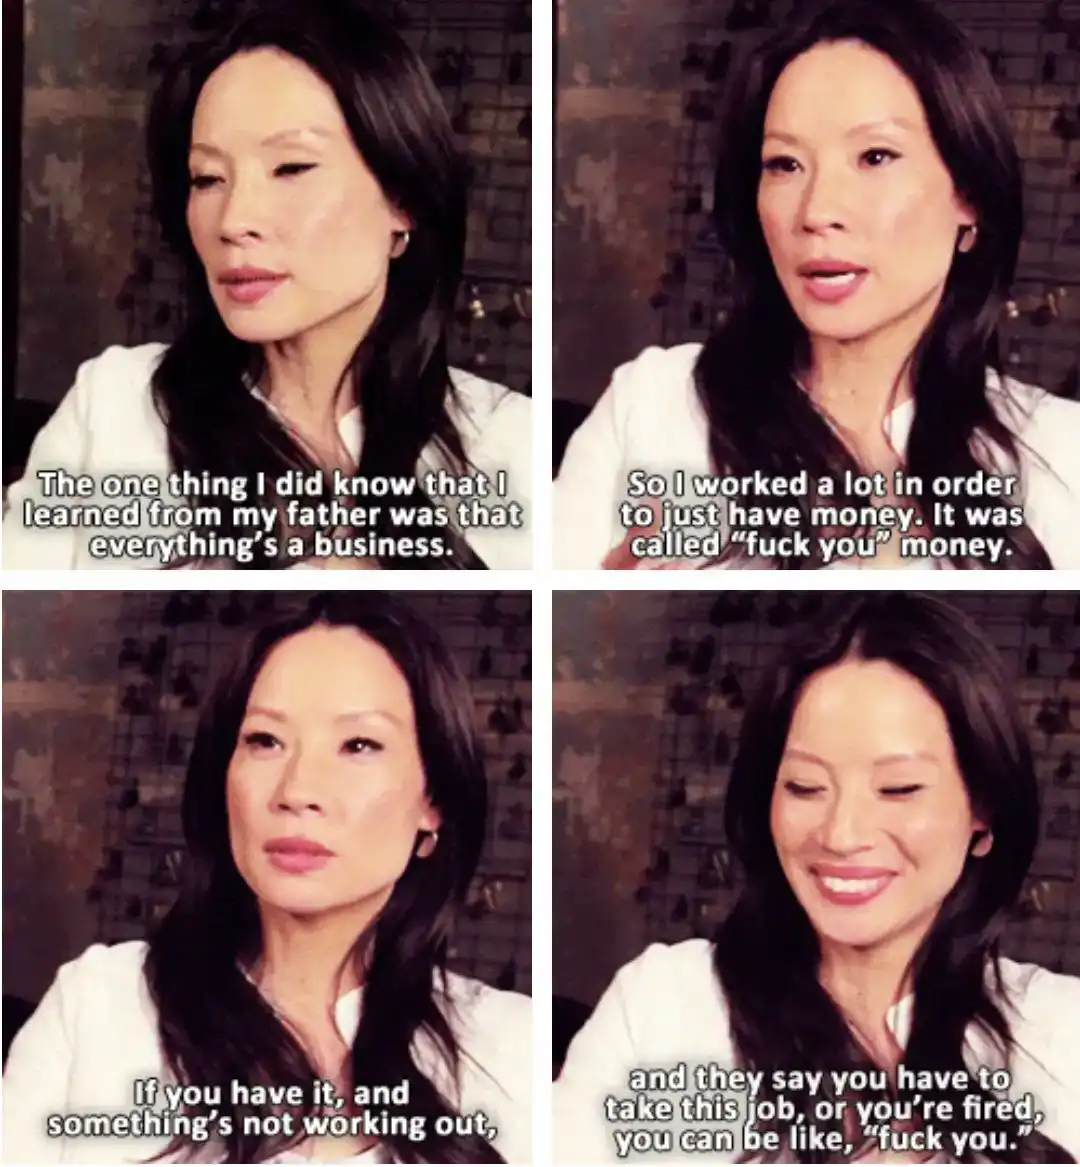 The one thing I did know that I
learned from my father was that
everything's a business.
So I worked a lot in order
to just have money. It was
called “fuck you” money.
If you have it, and
something's not working out,
and they say you have to
take this job, or you're fired,
you can be like, “fuck you.”